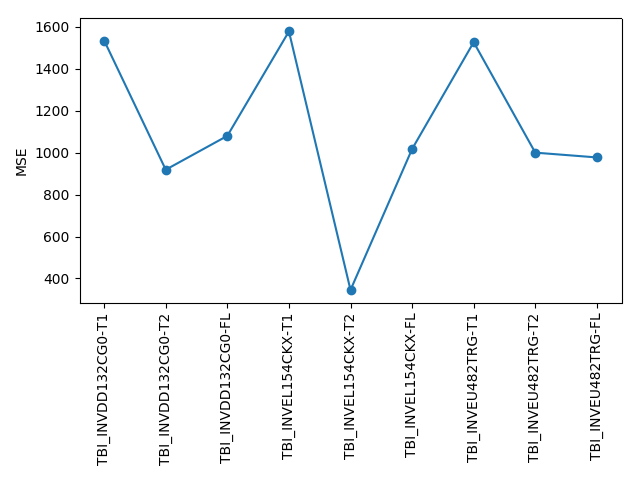 1600
1400
1200
1000
800
600
400
MSE
TBI_INVDD132CG0-T1
TBI_INVDD132CG0-T2
TBI_INVDD132CG0-FL
TBI_INVEL154CKX-T1
TBI_INVEL154CKX-T2
TBI_INVEL154CKX-FL
TBI_INVEU482TRG-T1
TBI_INVEU482TRG-T2
TBI_INVEU482TRG-FL